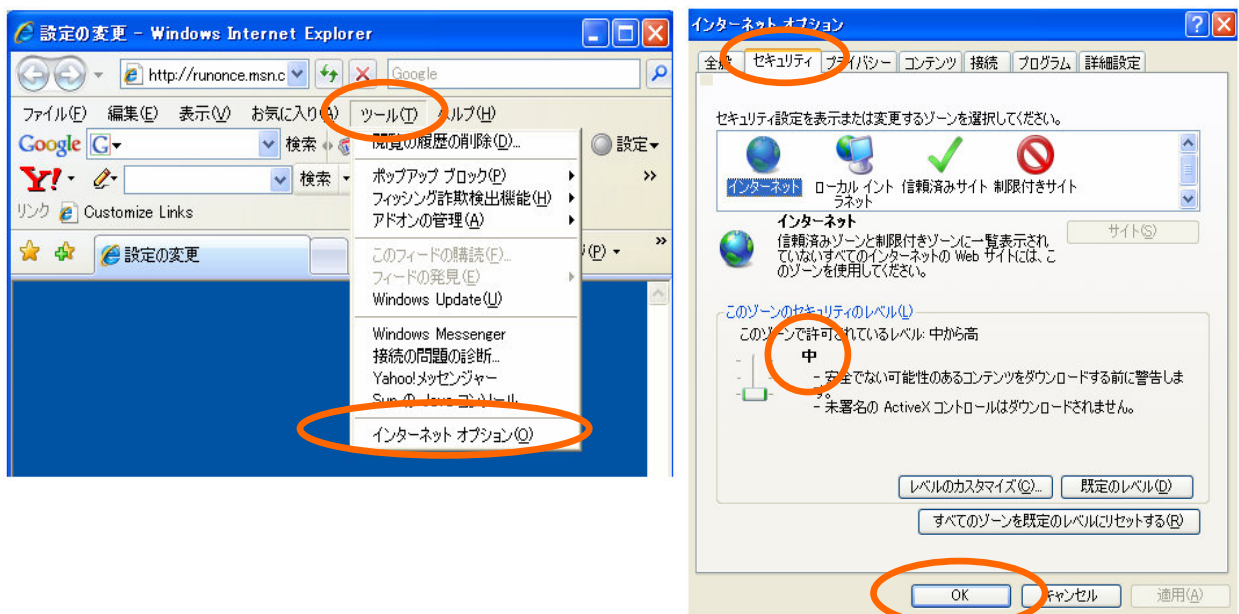 設定の変更 - Windows Internet Explorer
http://runonce.msn.c
Google
ファイル(F) 編集(E) 表示(V) お気に入り(A) ツール(T) ヘルプ(H)
Google G 検索 設定
Y! 検索 »
リンク Customize Links
設定の変更 (P) »
閲覧の履歴の削除(D)...
ポップアップ ブロック(P)
フィッシング詐欺検出機能(H)
アドオンの管理(A)
このフィードの購読(F)...
フィードの発見(E)
Windows Update(U)
Windows Messenger
接続の問題の診断...
Yahoo!メッセンジャー
Sun の Java コンソール
インターネット オプション(O)
インターネット オプション
全般 セキュリティ プライバシー コンテンツ 接続 プログラム 詳細設定
セキュリティ設定を表示または変更するゾーンを選択してください。
インターネット ローカル イント 信頼済みサイト 制限付きサイト
ラネット
インターネット
サイト(S)
信頼済みゾーンと制限付きゾーンに一覧表示され
ていないすべてのインターネットの Web サイトには、こ
のゾーンを使用してください。
このゾーンのセキュリティのレベル(L)
このゾーンで許可されているレベル: 中から高
中
- 安全でない可能性のあるコンテンツをダウンロードする前に警告しま
す。
- 未署名の ActiveX コントロールはダウンロードされません。
レベルのカスタマイズ(C)... 既定のレベル(D)
すべてのゾーンを既定のレベルにリセットする(R)
OK キャンセル 適用(A)